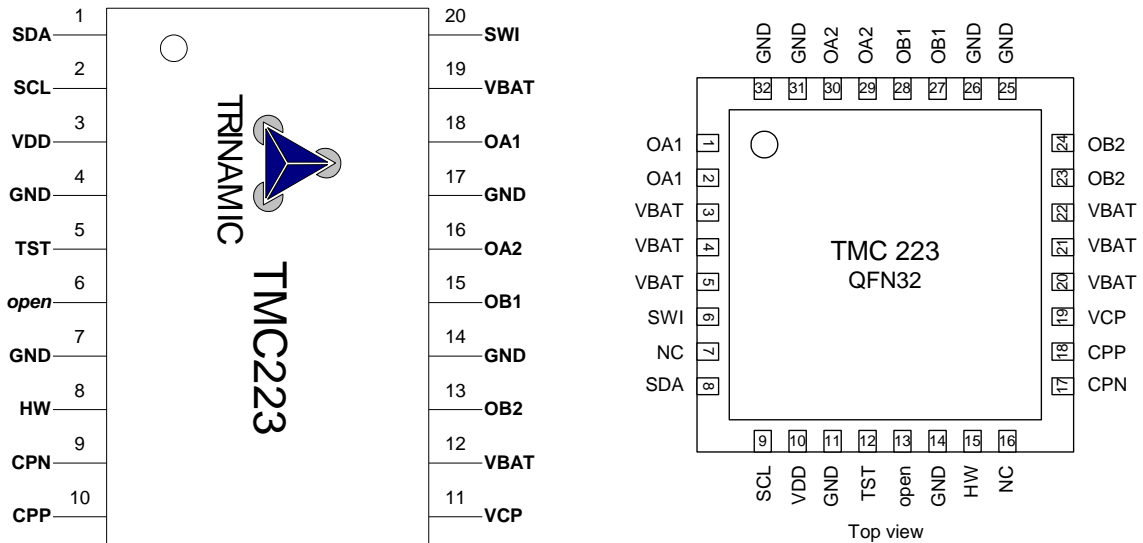 1
SDA
2
SCL
3
VDD
4
GND
5
TST
6
open
7
GND
8
HW
9
CPN
10
CPP
TRINAMIC
TMC223
20
SWI
19
VBAT
18
OA1
17
GND
16
OA2
15
OB1
14
GND
13
OB2
12
VBAT
11
VCP
GND GND OA2 OA2 OB1 OB1 GND GND
32 31 30 29 28 27 26 25
OA1 1
OA1 2
VBAT 3
VBAT 4
VBAT 5
SWI 6
NC 7
SDA 8
TMC 223
QFN32
24 OB2
23 OB2
22 VBAT
21 VBAT
20 VBAT
19 VCP
18 CPP
17 CPN
9 10 11 12 13 14 15 16
SCL VDD GND TST open GND HW NC
Top view